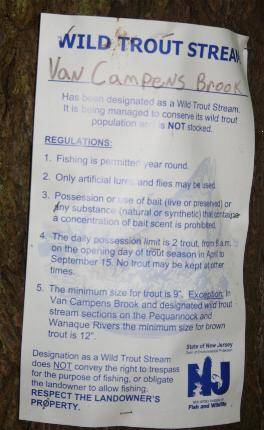 WILD TROUT STREAM
Van Campens Brook
Has been designated as a Wild Trout Stream.
It is being managed to conserve its wild trout
population and is NOT stocked.
REGULATIONS:
1. Fishing is permitted year round.
2. Only artificial lures and flies may be used.
3. Possession or use of bait (live or preserved) or
any substance (natural or synthetic) that contains
a concentration of bait scent is prohibited.
4. The daily possession limit is 2 trout, from 8 a.m.
on the opening day of trout season in April to
September 15. No trout may be kept at other
times.
5. The minimum size for trout is 9". Exception: In
Van Campens Brook and designated wild trout
stream sections on the Pequannock and
Wanaque Rivers the minimum size for brown
trout is 12".
Designation as a Wild Trout Stream
does NOT convey the right to trespass
for the purpose of fishing, or obligate
the landowner to allow fishing.
RESPECT THE LANDOWNER'S
PROPERTY.
State of New Jersey
Dept. of Environmental Protection
NJ
Fish and Wildlife